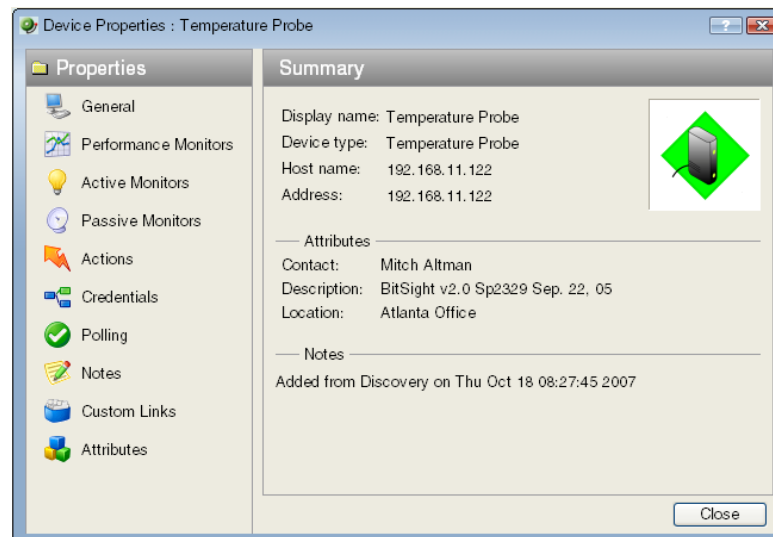 Device Properties : Temperature Probe
?
Properties
General
Performance Monitors
Active Monitors
Passive Monitors
Actions
Credentials
Polling
Notes
Custom Links
Attributes
Summary
Display name: Temperature Probe
Device type: Temperature Probe
Host name: 192.168.11.122
Address: 192.168.11.122
Attributes
Contact: Mitch Altman
Description: BitSight v2.0 Sp2329 Sep. 22, 05
Location: Atlanta Office
Notes
Added from Discovery on Thu Oct 18 08:27:45 2007
Close